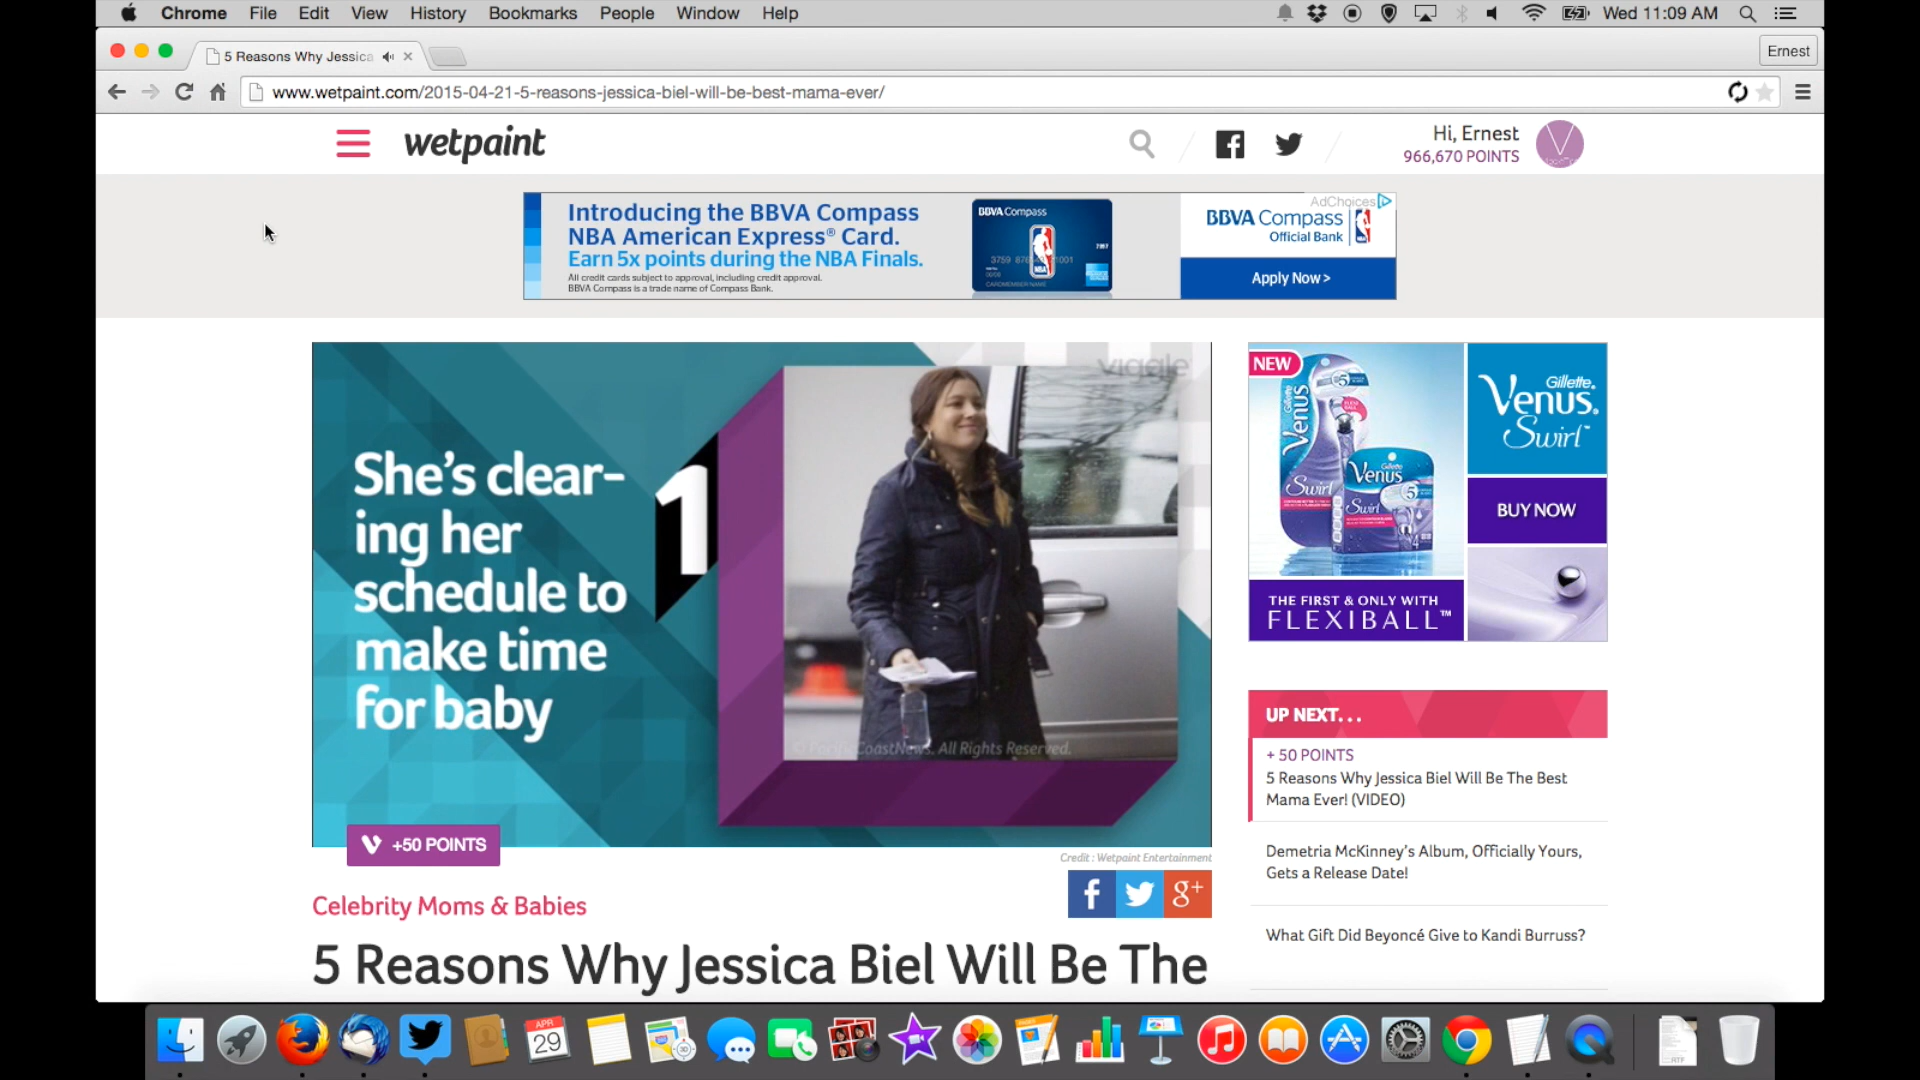 Chrome File Edit View History Bookmarks People Window Help Wed 11:09 AM
5 Reasons Why Jessica
Ernest
www.wetpaint.com/2015-04-21-5-reasons-jessica-biel-will-be-best-mama-ever/
wetpaint
Hi, Ernest
966,670 POINTS
Introducing the BBVA Compass
NBA American Express® Card.
Earn 5x points during the NBA Finals.
All credit cards subject to approval, including credit approval.
BBVA Compass is a trade name of Compass Bank.
BBVA Compass
AdChoices
BBVA Compass
Official Bank
Apply Now >
viggle
She's clear-
ing her
schedule to
make time
for baby
1
© PacificCoastNews. All Rights Reserved.
+50 POINTS
Credit : Wetpaint Entertainment
Celebrity Moms & Babies
5 Reasons Why Jessica Biel Will Be The
NEW
Venus
Swirl
Venus
Swirl
Gillette
Venus.
Swirl™
BUY NOW
THE FIRST & ONLY WITH
FLEXIBALL™
UP NEXT...
+ 50 POINTS
5 Reasons Why Jessica Biel Will Be The Best
Mama Ever! (VIDEO)
Demetria McKinney's Album, Officially Yours,
Gets a Release Date!
What Gift Did Beyoncé Give to Kandi Burruss?
APR
29